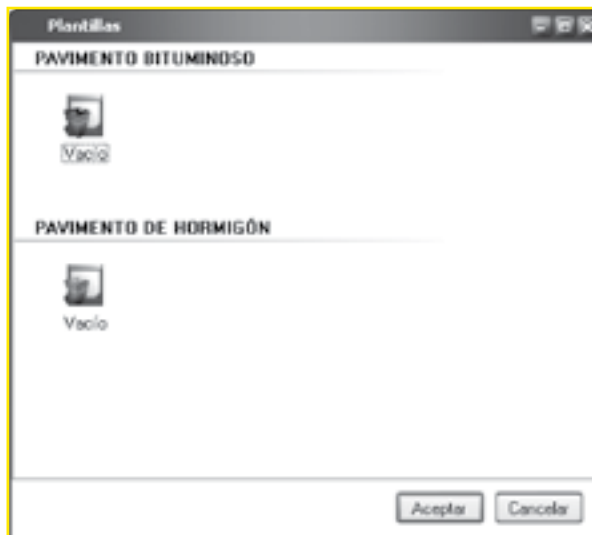 Plantillas
PAVIMENTO BITUMINOSO
Vacío
PAVIMENTO DE HORMIGÓN
Vacío
Aceptar
Cancelar